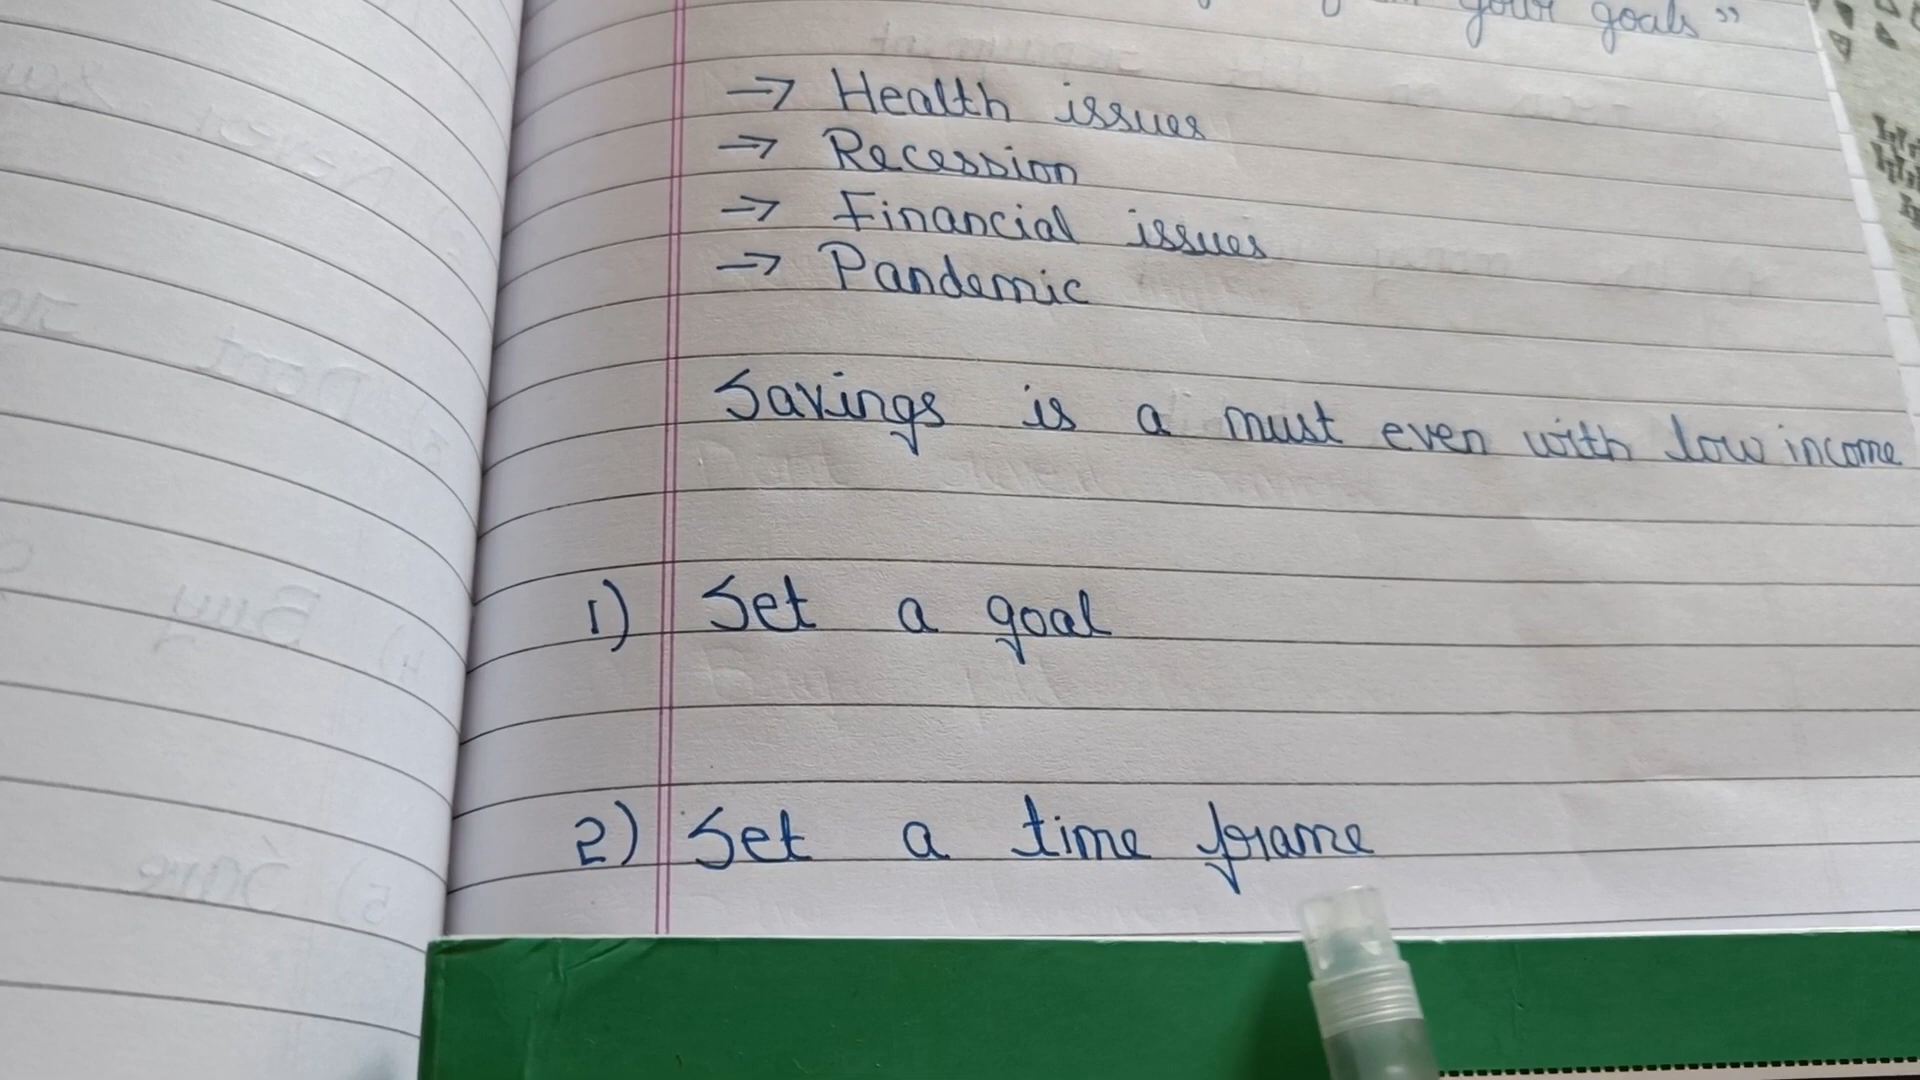 your goals”
→ Health issues
→ Recession
→ Financial issues
→ Pandemic
Savings is a must even with low income
1) Set a goal
2) Set a time frame